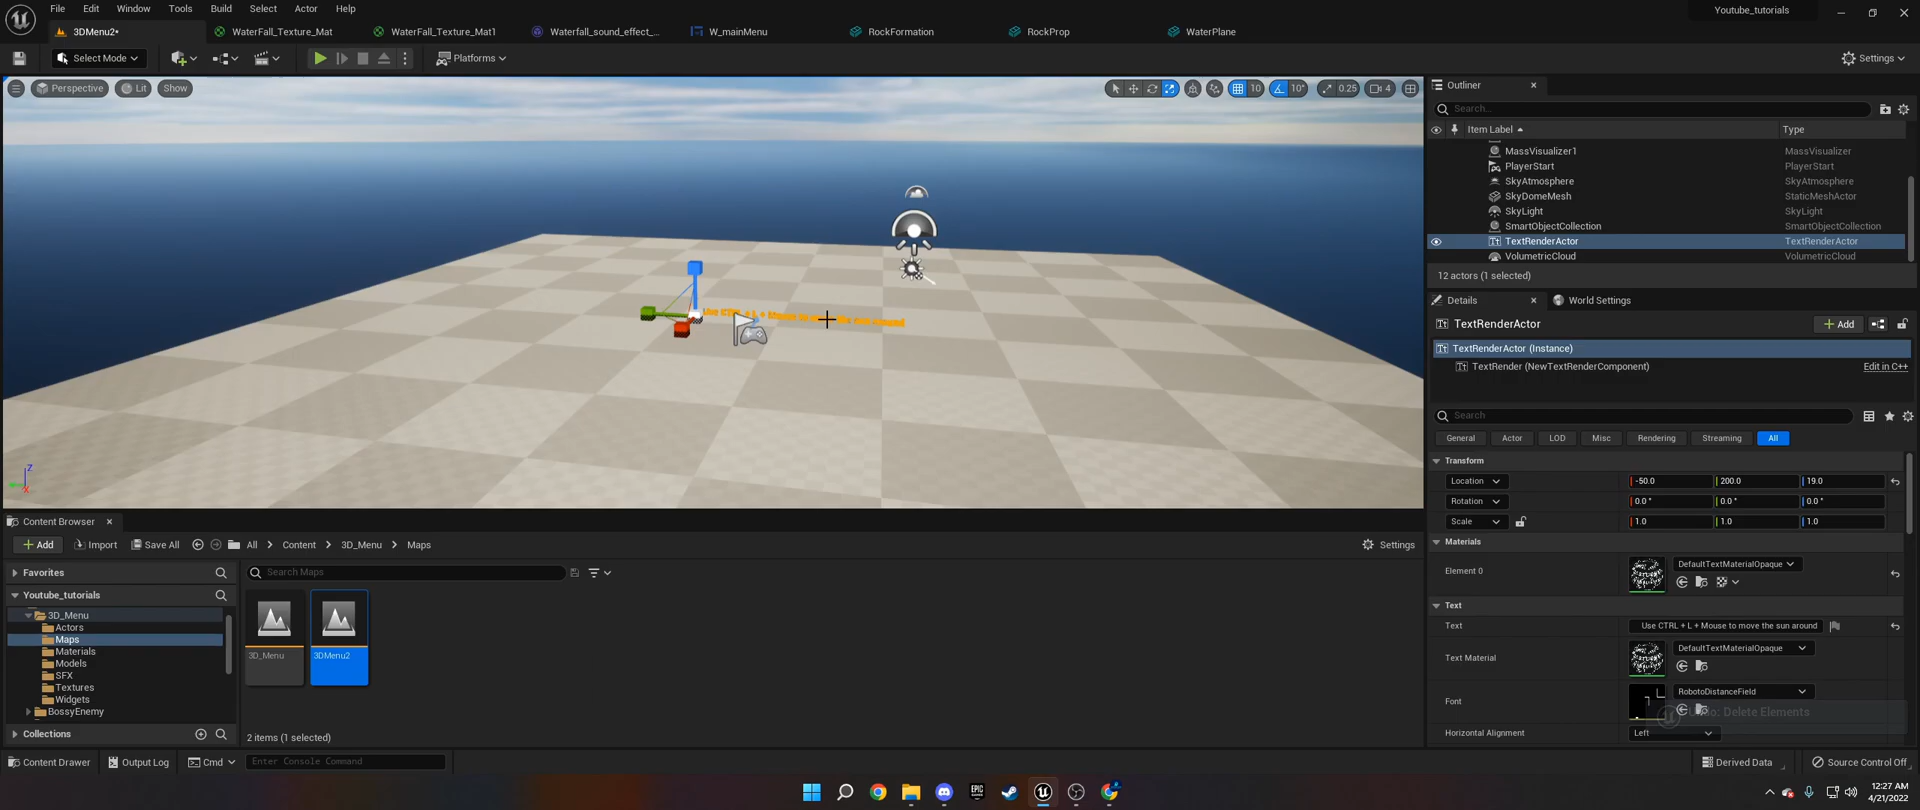 File Edit Window Tools Build Select Actor Help
Youtube_tutorials
3DMenu2* WaterFall_Texture_Mat WaterFall_Texture_Mat1 Waterfall_sound_effect_... W_mainMenu RockFormation RockProp WaterPlane
Select Mode Platforms Settings
Perspective Lit Show 10 10° 0.25 4
Use CTRL + L + Mouse to
Z
X
Outliner
Search...
Item Label Type
MassVisualizer1 MassVisualizer
PlayerStart PlayerStart
SkyAtmosphere SkyAtmosphere
SkyDomeMesh StaticMeshActor
SkyLight SkyLight
SmartObjectCollection SmartObjectCollection
TextRenderActor TextRenderActor
VolumetricCloud VolumetricCloud
12 actors (1 selected)
Details World Settings
TextRenderActor Add
TextRenderActor (Instance)
TextRender (NewTextRenderComponent) Edit in C++
Search
General Actor LOD Misc Rendering Streaming All
Transform
Location -50.0 200.0 19.0
Rotation 0.0 ° 0.0 ° 0.0 °
Scale 1.0 1.0 1.0
Materials
Element 0 DefaultTextMaterialOpaque
Text
Text Use CTRL + L + Mouse to move the sun around
Text Material DefaultTextMaterialOpaque
Font RobotoDistanceField
Undo: Delete Elements
Horizontal Alignment Left
Content Browser
Add Import Save All All Content 3D_Menu Maps Settings
Favorites
Search Maps
Youtube_tutorials
3D_Menu
Actors
Maps
Materials
Models
SFX
Textures
Widgets
BossyEnemy
Collections
3D_Menu 3DMenu2
2 items (1 selected)
Content Drawer Output Log Cmd Enter Console Command Derived Data Source Control Off
EPIC GAMES
12:27 AM
4/21/2022